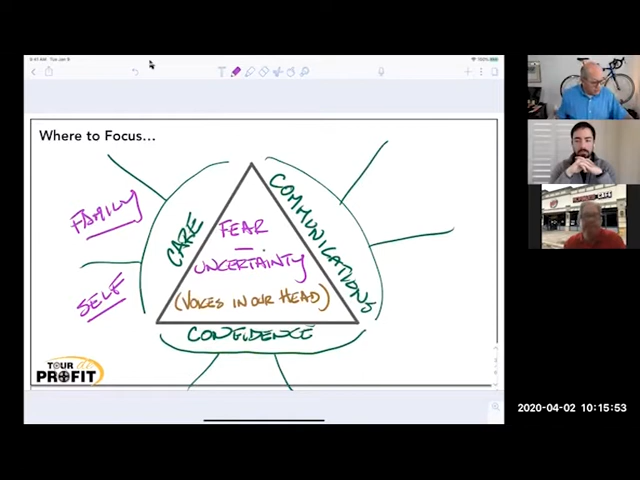 Where to Focus...
FAMILY
SELF
CARE
COMMUNICATIONS
FEAR
UNCERTAINTY
(VOICES IN OUR HEAD)
CONFIDENCE
TOUR de
PROFIT
2020-04-02 10:15:53